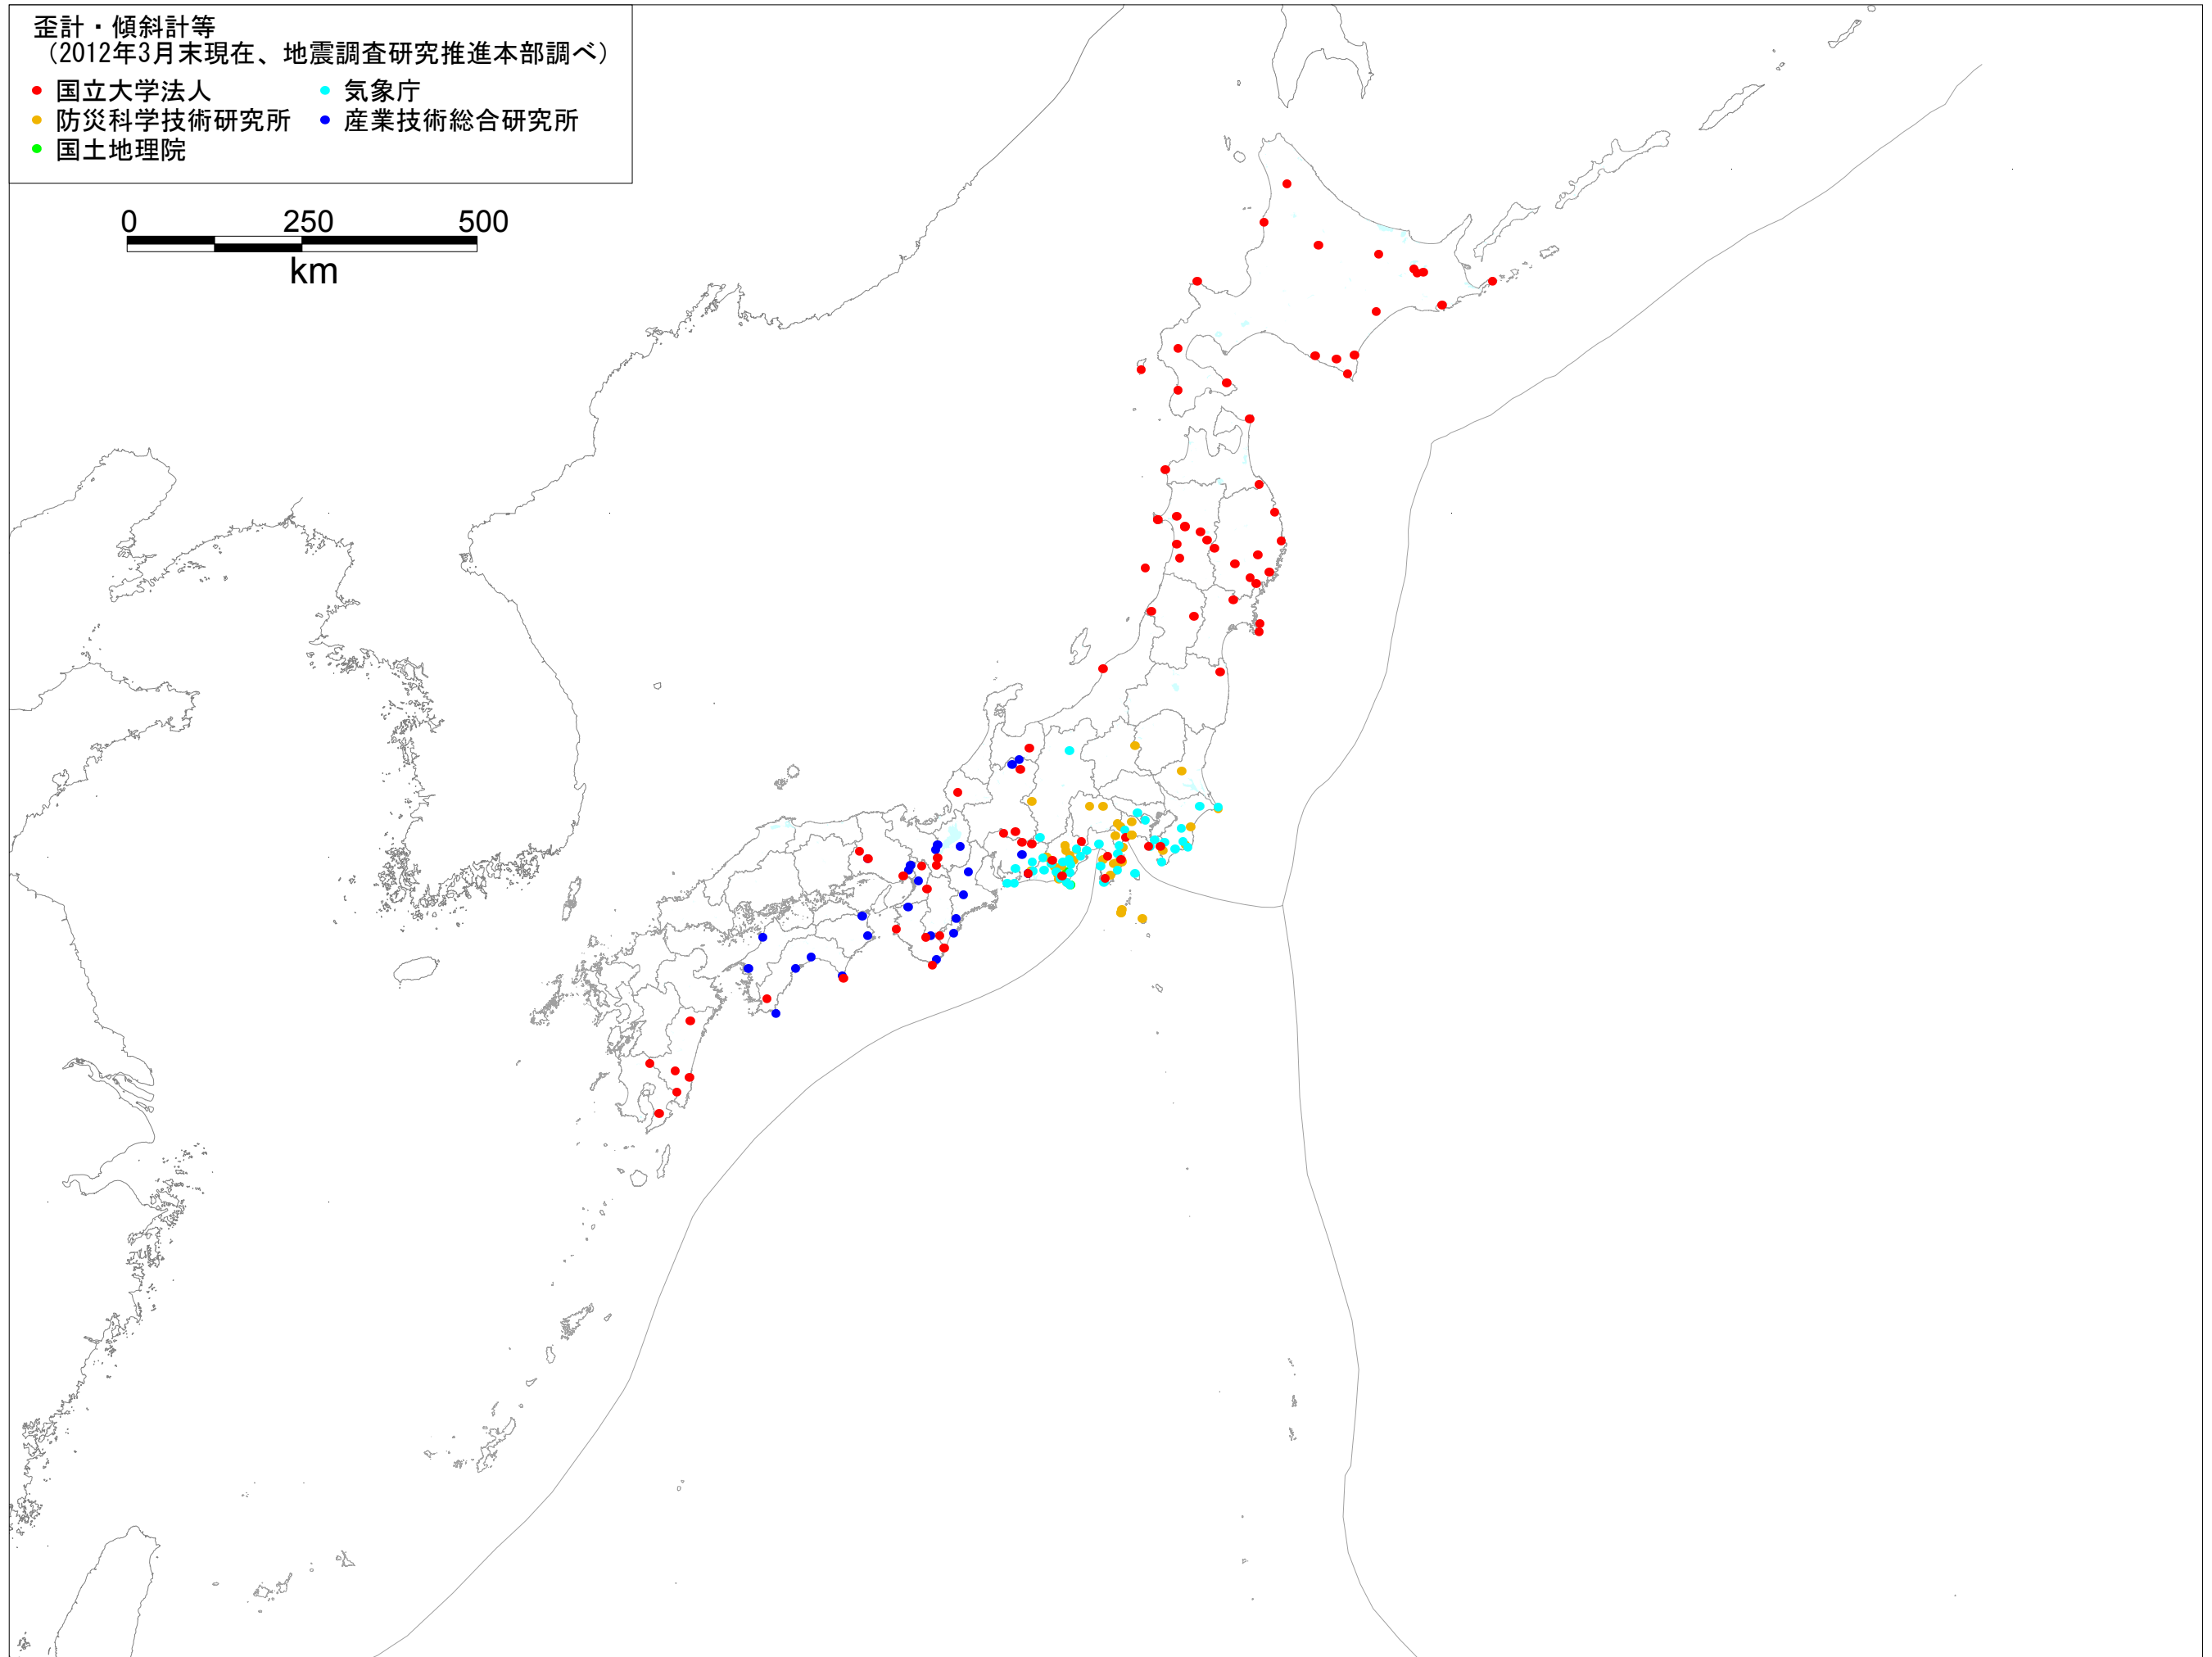 歪計・傾斜計等
（2012年3月末現在、地震調査研究推進本部調べ）
国立大学法人 気象庁
防災科学技術研究所 産業技術総合研究所
国土地理院
0 250 500
km